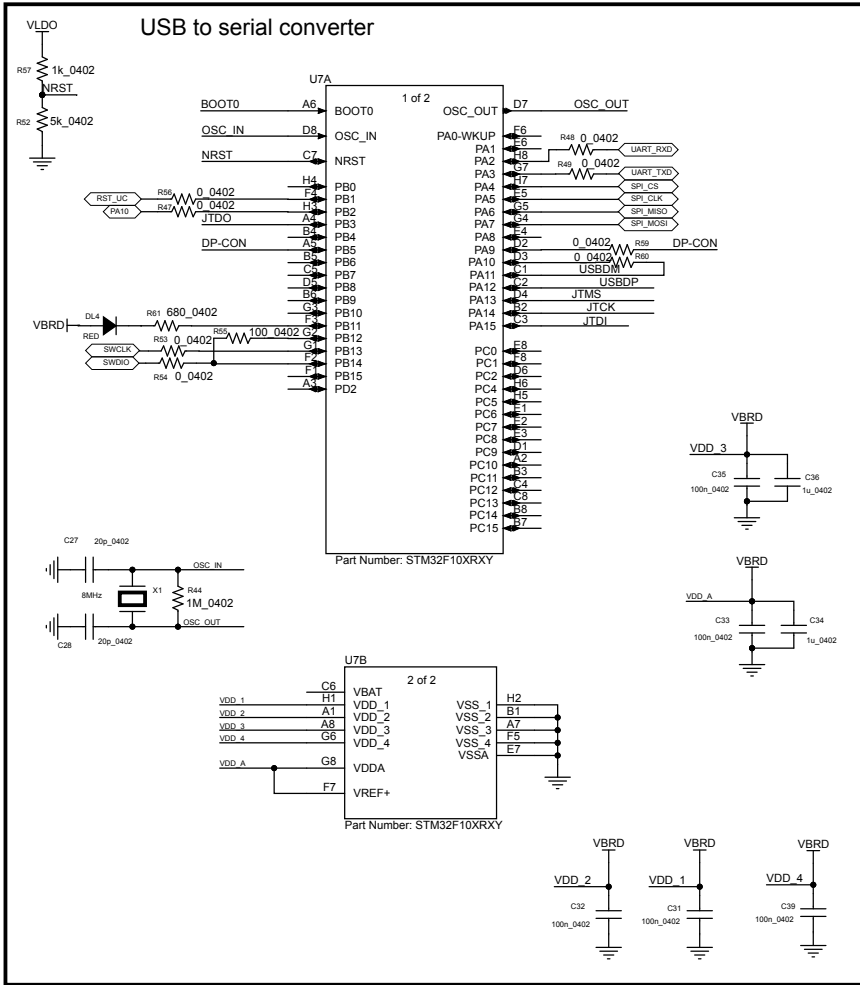 USB to serial converter
VLDO
R57
1k_0402
NRST
R52
5k_0402
U7A
1 of 2
BOOT0 A6 BOOT0
OSC_IN D8 OSC_IN
NRST C7 NRST
H4 PB0
RST_UC R56 0_0402 F4 PB1
PA10 R47 0_0402 H3 PB2
JTDO A4 PB3
B4 PB4
DP-CON A5 PB5
B5 PB6
C5 PB7
D5 PB8
B6 PB9
G3 PB10
VBRD DL4 RED R61 680_0402 F3 PB11
R55 100_0402 G2 PB12
SWCLK R53 0_0402 G1 PB13
SWDIO R54 0_0402 F2 PB14
F1 PB15
A3 PD2
OSC_OUT D7 OSC_OUT
PA0-WKUP F6
PA1 E6
PA2 H8 R48 0_0402 UART_RXD
PA3 G7 R49 0_0402 UART_TXD
PA4 H7 SPI_CS
PA5 E5 SPI_CLK
PA6 G5 SPI_MISO
PA7 G4 SPI_MOSI
PA8 E4
PA9 D2 0_0402 R59 DP-CON
PA10 D3 0_0402 R60
PA11 C1 USBDM
PA12 C2 USBDP
PA13 D4 JTMS
PA14 B2 JTCK
PA15 C3 JTDI
PC0 E8
PC1 F8
PC2 D6
PC4 H6
PC5 H5
PC6 E1
PC7 E2
PC8 E3
PC9 D1
PC10 A2
PC11 B3
PC12 C4
PC13 C8
PC14 B8
PC15 B7
Part Number: STM32F10XRXY
VBRD
VDD_3
C35
100n_0402
C36
1u_0402
C27
20p_0402
OSC_IN
8MHz
X1
R44
1M_0402
OSC_OUT
C28
20p_0402
VBRD
VDD_A
C33
100n_0402
C34
1u_0402
U7B
2 of 2
C6 VBAT
VDD_1 H1 VDD_1
VDD_2 A1 VDD_2
VDD_3 A8 VDD_3
VDD_4 G6 VDD_4
VDD_A G8 VDDA
F7 VREF+
VSS_1 H2
VSS_2 B1
VSS_3 A7
VSS_4 F5
VSSA E7
Part Number: STM32F10XRXY
VBRD
VDD_2
C32
100n_0402
VBRD
VDD_1
C31
100n_0402
VBRD
VDD_4
C39
100n_0402